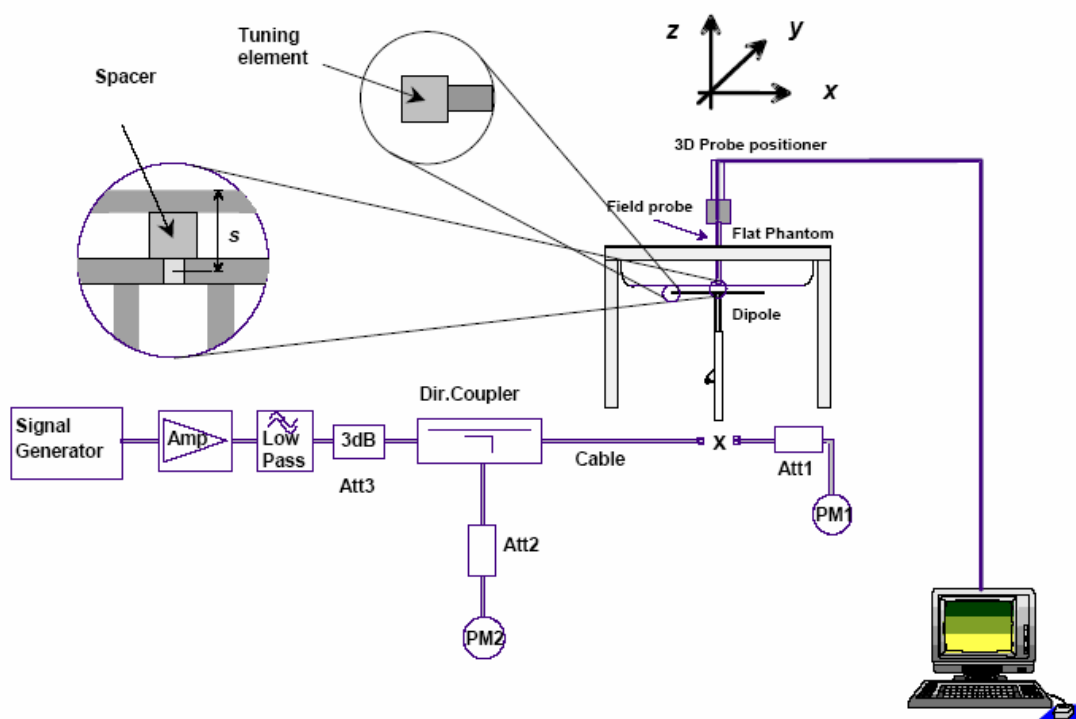 Tuning
element
Spacer
s
z
y
x
3D Probe positioner
Field probe
Flat Phantom
Dipole
Dir.Coupler
Signal
Generator
Amp
Low
Pass
3dB
Att3
Cable
X
Att1
PM1
Att2
PM2